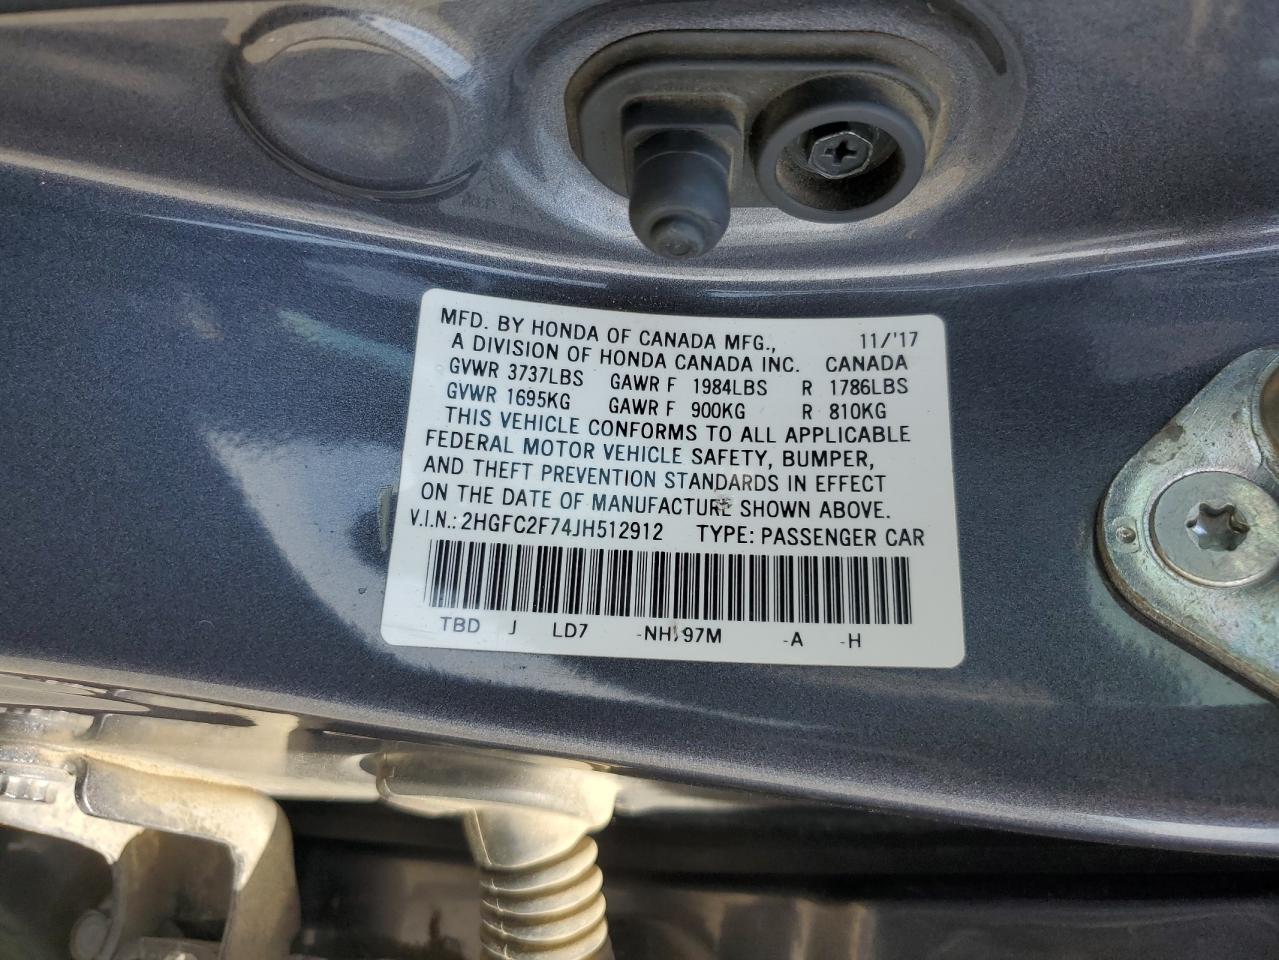 MFD. BY HONDA OF CANADA MFG., 11/'17
A DIVISION OF HONDA CANADA INC. CANADA
GVWR 3737LBS GAWR F 1984LBS R 1786LBS
GVWR 1695KG GAWR F 900KG R 810KG
THIS VEHICLE CONFORMS TO ALL APPLICABLE
FEDERAL MOTOR VEHICLE SAFETY, BUMPER,
AND THEFT PREVENTION STANDARDS IN EFFECT
ON THE DATE OF MANUFACTURE SHOWN ABOVE.
V.I.N.: 2HGFC2F74JH512912 TYPE: PASSENGER CAR
TBD J LD7 -NH797M -A -H